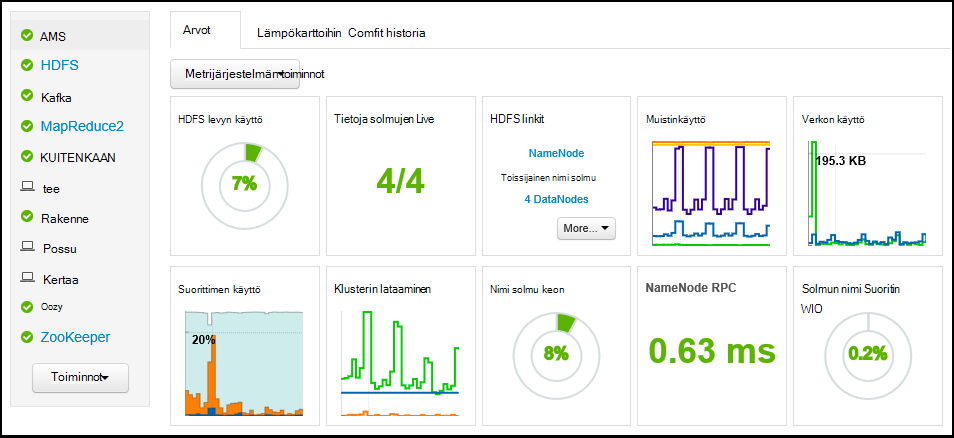 AMS
HDFS
Kafka
MapReduce2
KUITENKAAN
tee
Rakenne
Possu
Kertaa
Oozy
ZooKeeper
Toiminnot
Arvot
Lämpökarttoihin Comfit historia
Metrijärjestelmän toiminnot
HDFS levyn käyttö
7%
Tietoja solmujen Live
4/4
HDFS linkit
NameNode
Toissijainen nimi solmu
4 DataNodes
More...
Muistinkäyttö
Verkon käyttö
195.3 KB
Suorittimen käyttö
20%
Klusterin lataaminen
Nimi solmu keon
8%
NameNode RPC
0.63 ms
Solmun nimi Suoritin
WIO
0.2%